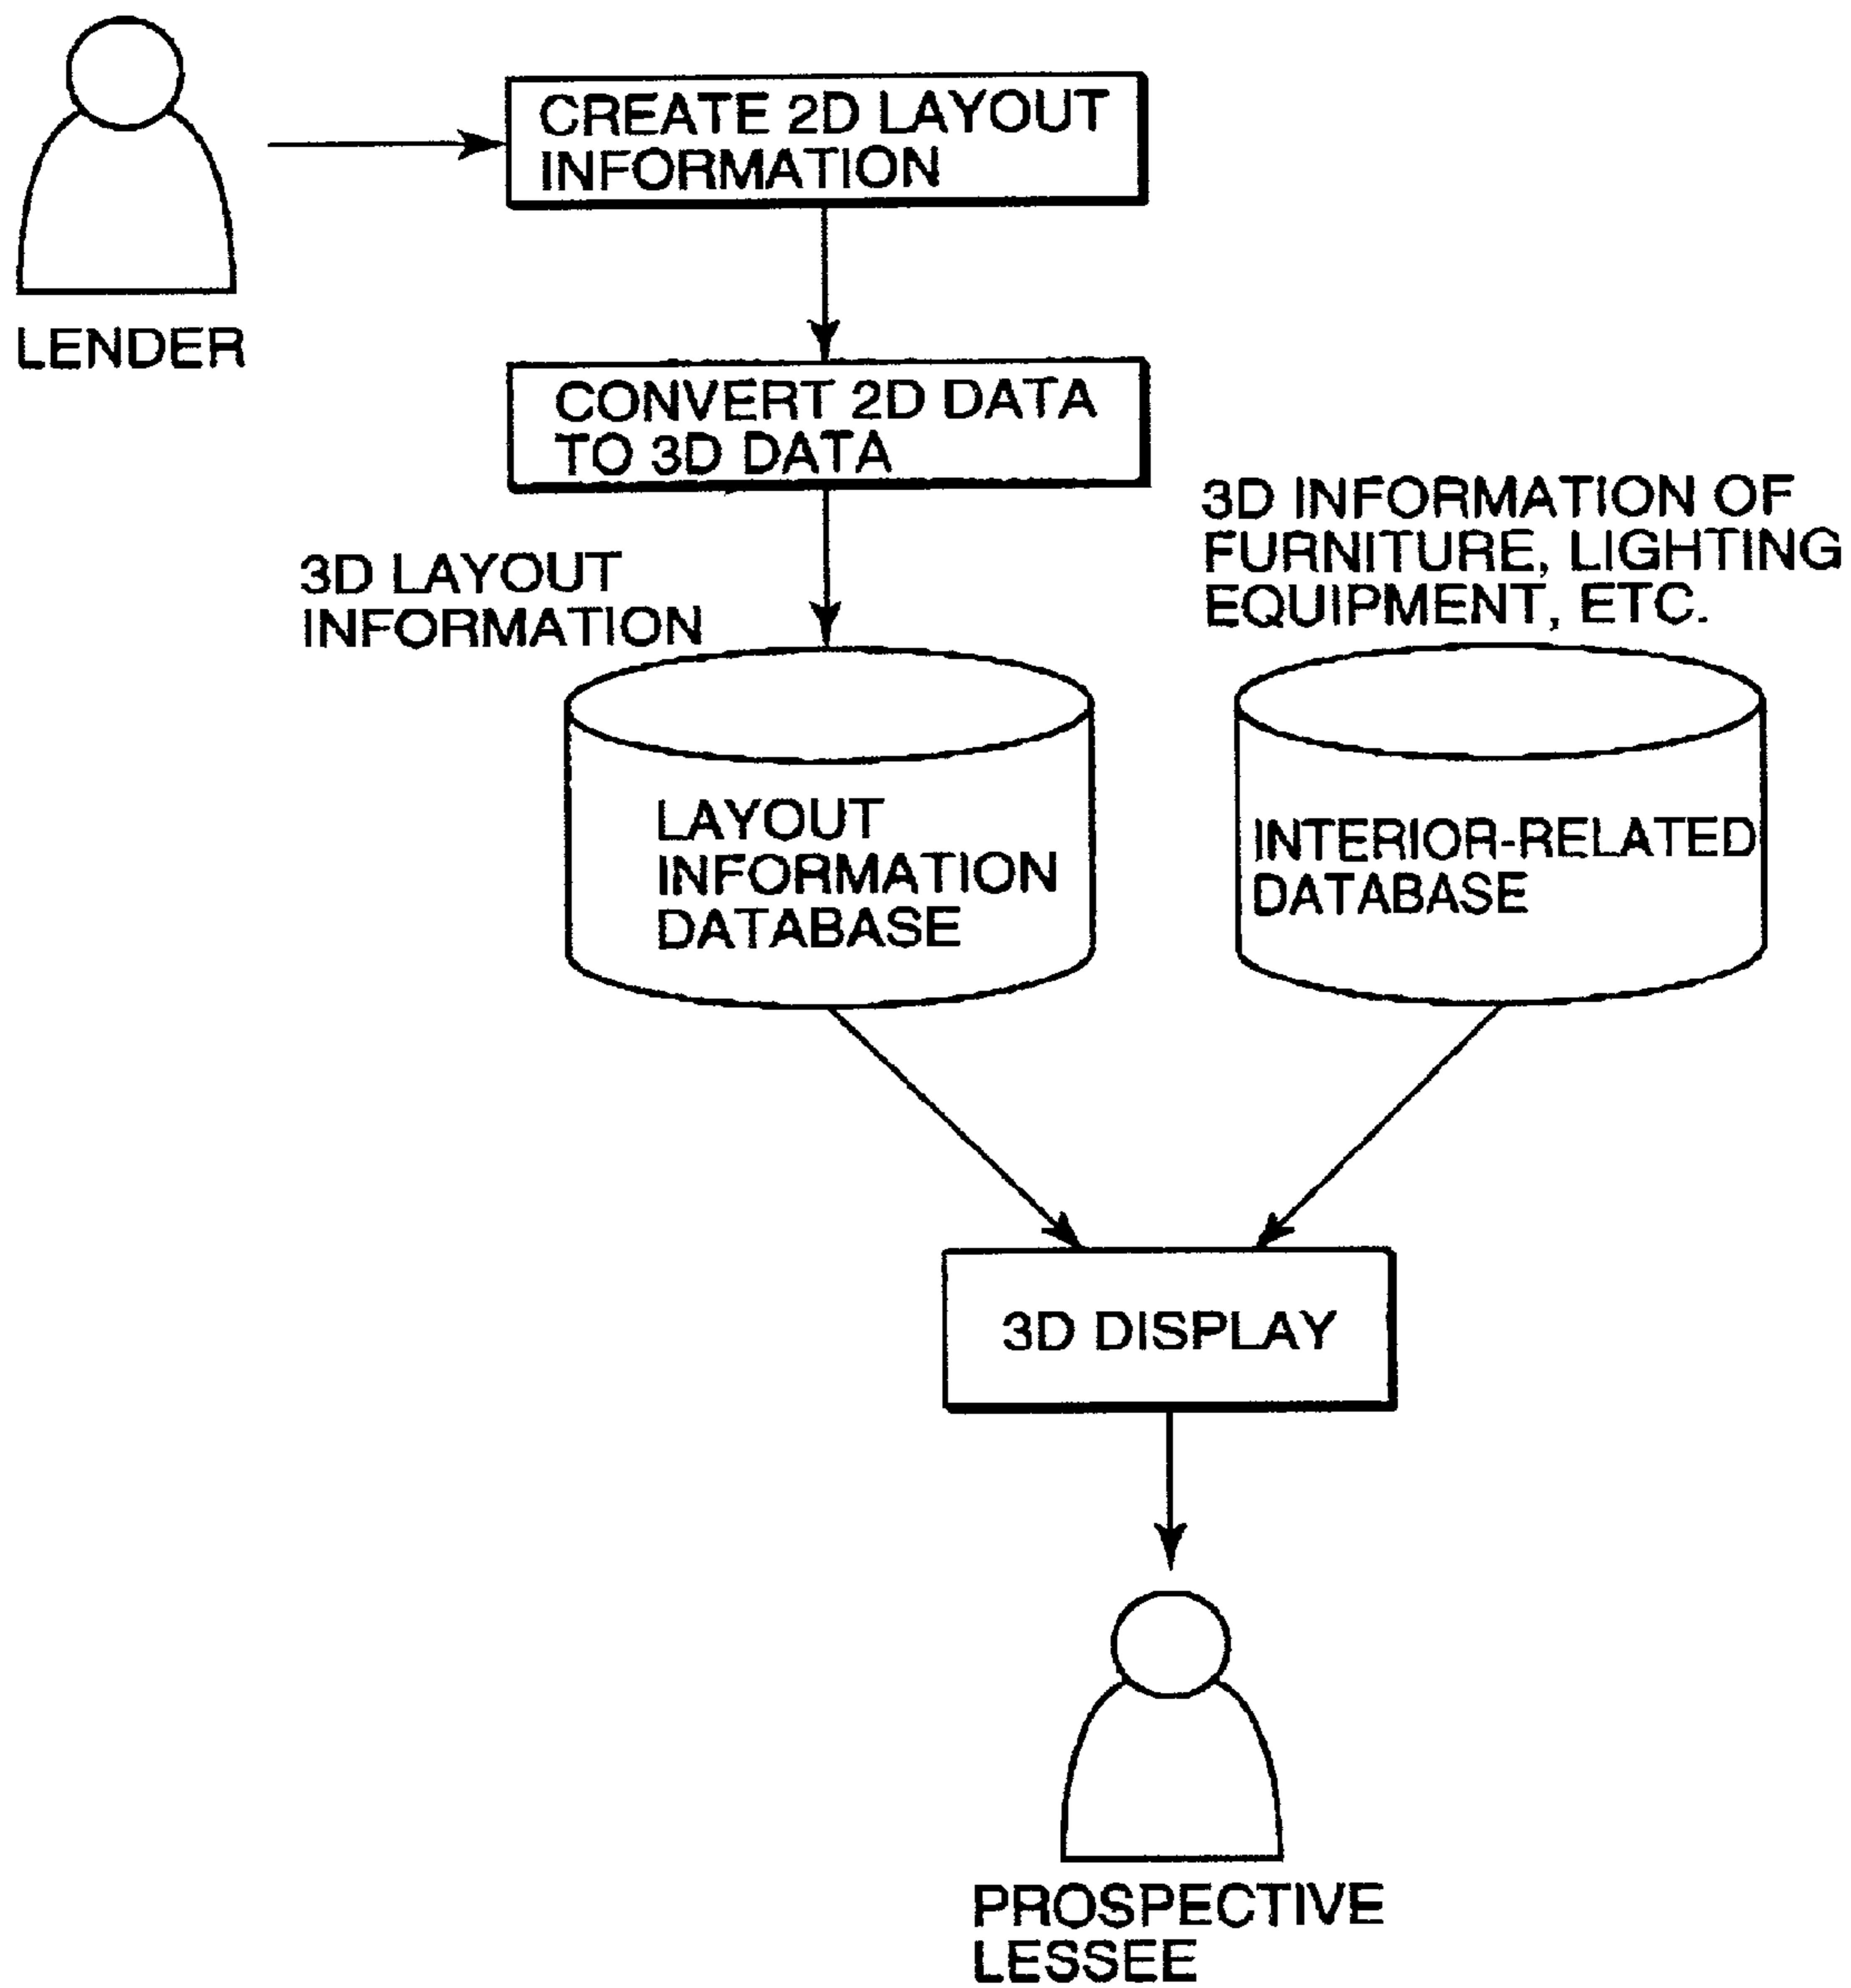 CREATE 2D LAYOUT
INFORMATION
LENDER
CONVERT 2D DATA
TO 3D DATA
3D LAYOUT
INFORMATION
3D INFORMATION OF
FURNITURE, LIGHTING
EQUIPMENT, ETC.
LAYOUT
INFORMATION
DATABASE
INTERIOR-RELATED
DATABASE
3D DISPLAY
PROSPECTIVE
LESSEE